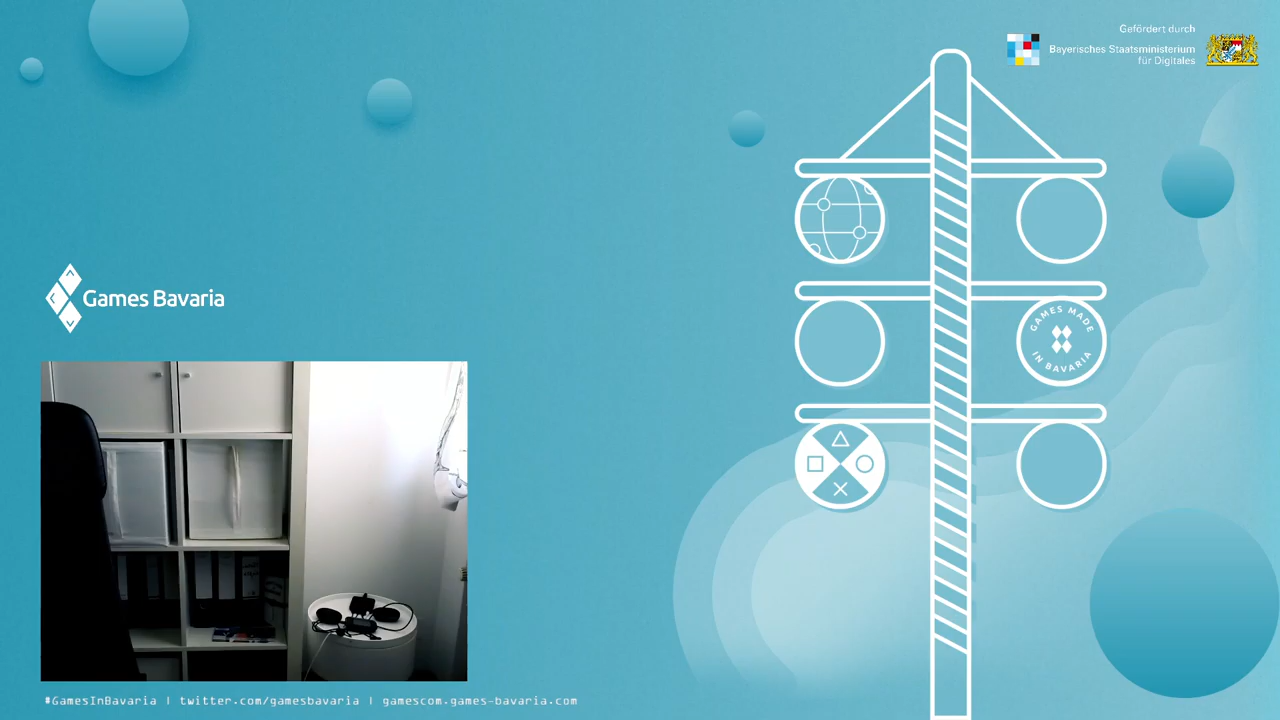 Gefördert durch
Bayerisches Staatsministerium
für Digitales
Games Bavaria
GAMES MADE
IN BAVARIA
#GamesInBavaria | twitter.com/gamesbavaria | gamescom.games-bavaria.com